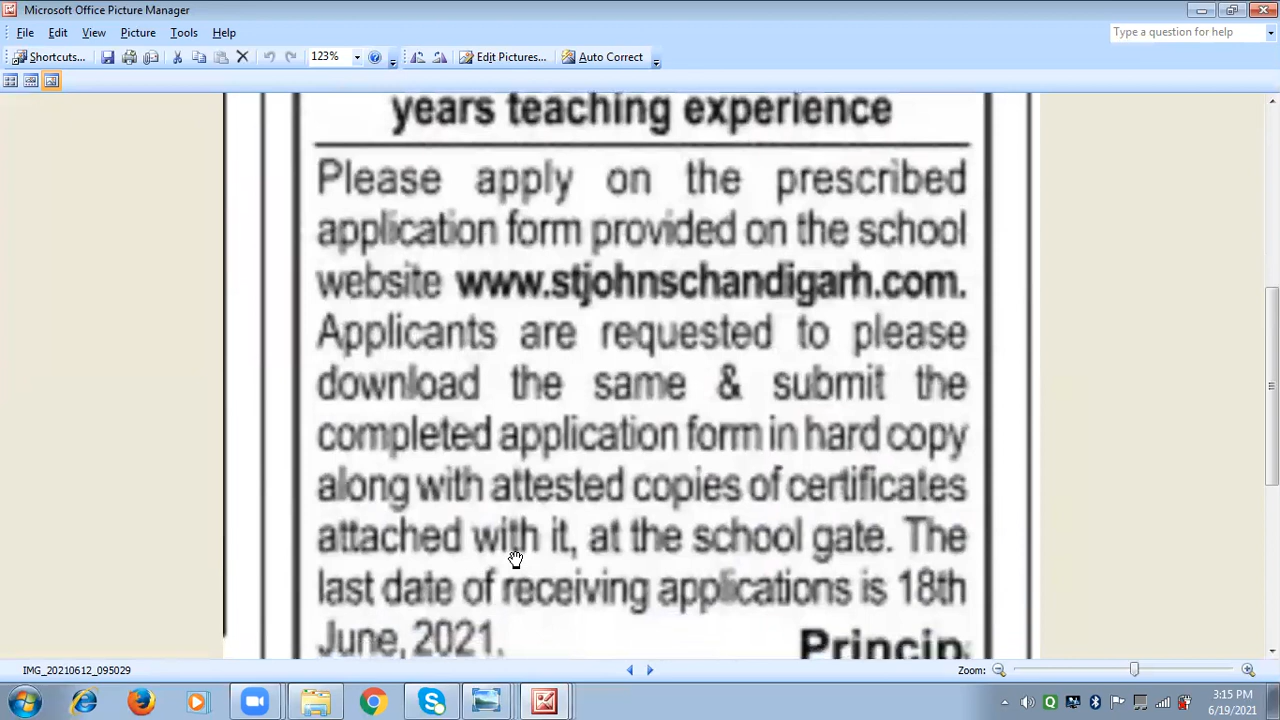 Microsoft Office Picture Manager
File Edit View Picture Tools Help
Type a question for help
Shortcuts... 123% Edit Pictures... Auto Correct
years teaching experience
Please apply on the prescribed
application form provided on the school
website www.stjohnschandigarh.com.
Applicants are requested to please
download the same & submit the
completed application form in hard copy
along with attested copies of certificates
attached with it, at the school gate. The
last date of receiving applications is 18th
June, 2021.
Princip
IMG_20210612_095029
Zoom:
3:15 PM
6/19/2021